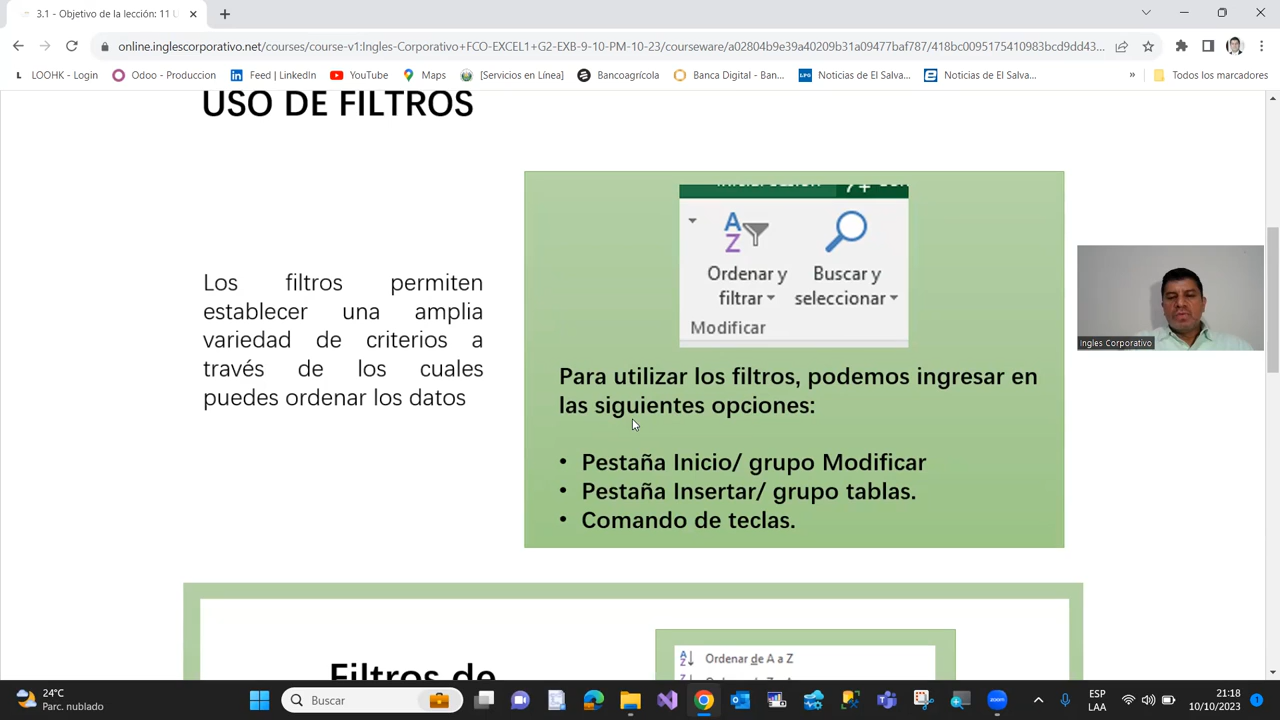 3.1 - Objetivo de la lección: 11 U
online.inglescorporativo.net/courses/course-v1:Ingles-Corporativo+FCO-EXCEL1+G2-EXB-9-10-PM-10-23/courseware/a02804b9e39a40209b31a09477baf787/418bc0095175410983bcd9dd43...
LOOHK - Login
Odoo - Produccion
Feed | LinkedIn
YouTube
Maps
[Servicios en Línea]
Bancoagrícola
Banca Digital - Ban...
LPG
Noticias de El Salva...
Noticias de El Salva...
»
Todos los marcadores
USO DE FILTROS
Los filtros permiten
establecer una amplia
variedad de criterios a
través de los cuales
puedes ordenar los datos
A
Z
Ordenar y
filtrar
Buscar y
seleccionar
Modificar
Para utilizar los filtros, podemos ingresar en
las siguientes opciones:
• Pestaña Inicio/ grupo Modificar
• Pestaña Insertar/ grupo tablas.
• Comando de teclas.
Ingles Corporativo
Filtros de
Ordenar de A a Z
24°C
Parc. nublado
Buscar
ESP
LAA
21:18
10/10/2023